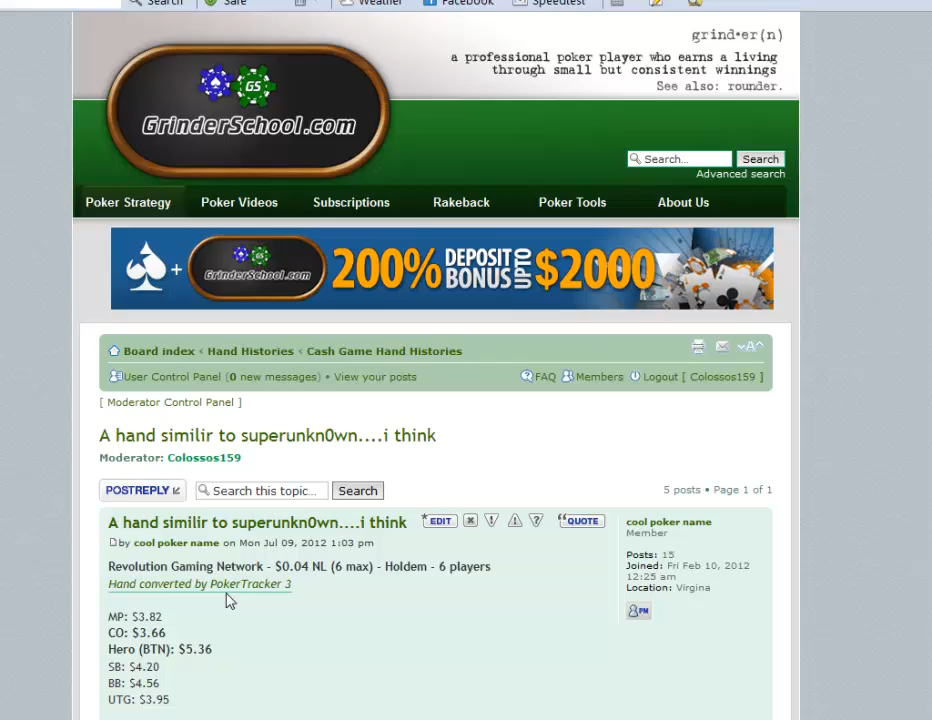 Search
Safe
Weather
Facebook
Speedtest
grind•er(n)
a professional poker player who earns a living
through small but consistent winnings
See also: rounder.
GS
GrinderSchool.com
Search...
Search
Advanced search
Poker Strategy
Poker Videos
Subscriptions
Rakeback
Poker Tools
About Us
+
GrinderSchool.com
200% DEPOSIT BONUS UPTO $2000
Board index ‹ Hand Histories ‹ Cash Game Hand Histories
User Control Panel (0 new messages) • View your posts
FAQ
Members
Logout [ Colossos159 ]
[ Moderator Control Panel ]
A hand similir to superunkn0wn....i think
Moderator: Colossos159
POSTREPLY
Search this topic...
Search
5 posts • Page 1 of 1
A hand similir to superunkn0wn....i think
EDIT
QUOTE
by cool poker name on Mon Jul 09, 2012 1:03 pm
Revolution Gaming Network - $0.04 NL (6 max) - Holdem - 6 players
Hand converted by PokerTracker 3
MP: $3.82
CO: $3.66
Hero (BTN): $5.36
SB: $4.20
BB: $4.56
UTG: $3.95
cool poker name
Member
Posts: 15
Joined: Fri Feb 10, 2012
12:25 am
Location: Virgina
PM